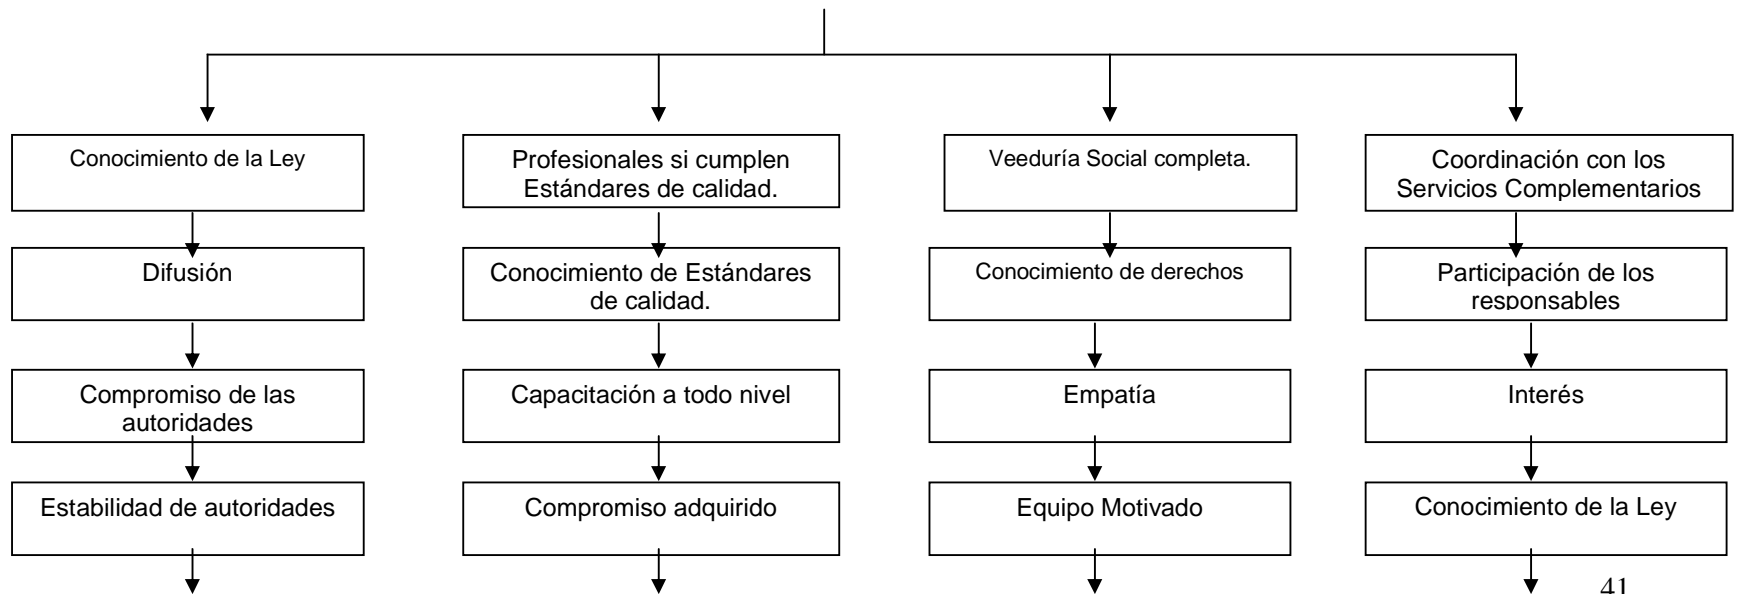 Conocimiento de la Ley
Profesionales si cumplen
Estándares de calidad.
Veeduría Social completa.
Coordinación con los
Servicios Complementarios
Difusión
Conocimiento de Estándares
de calidad.
Conocimiento de derechos
Participación de los
responsables
Compromiso de las
autoridades
Capacitación a todo nivel
Empatía
Interés
Estabilidad de autoridades
Compromiso adquirido
Equipo Motivado
Conocimiento de la Ley
41